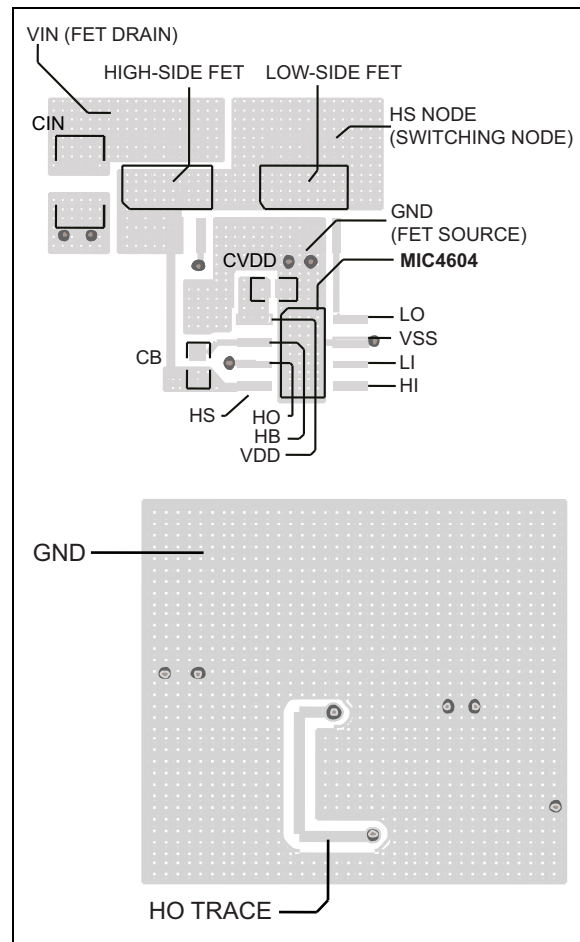 VIN (FET DRAIN)
HIGH-SIDE FET
LOW-SIDE FET
CIN
HS NODE
(SWITCHING NODE)
GND
(FET SOURCE)
CVDD
MIC4604
LO
VSS
CB
LI
HI
HS
HO
HB
VDD
GND
HO TRACE